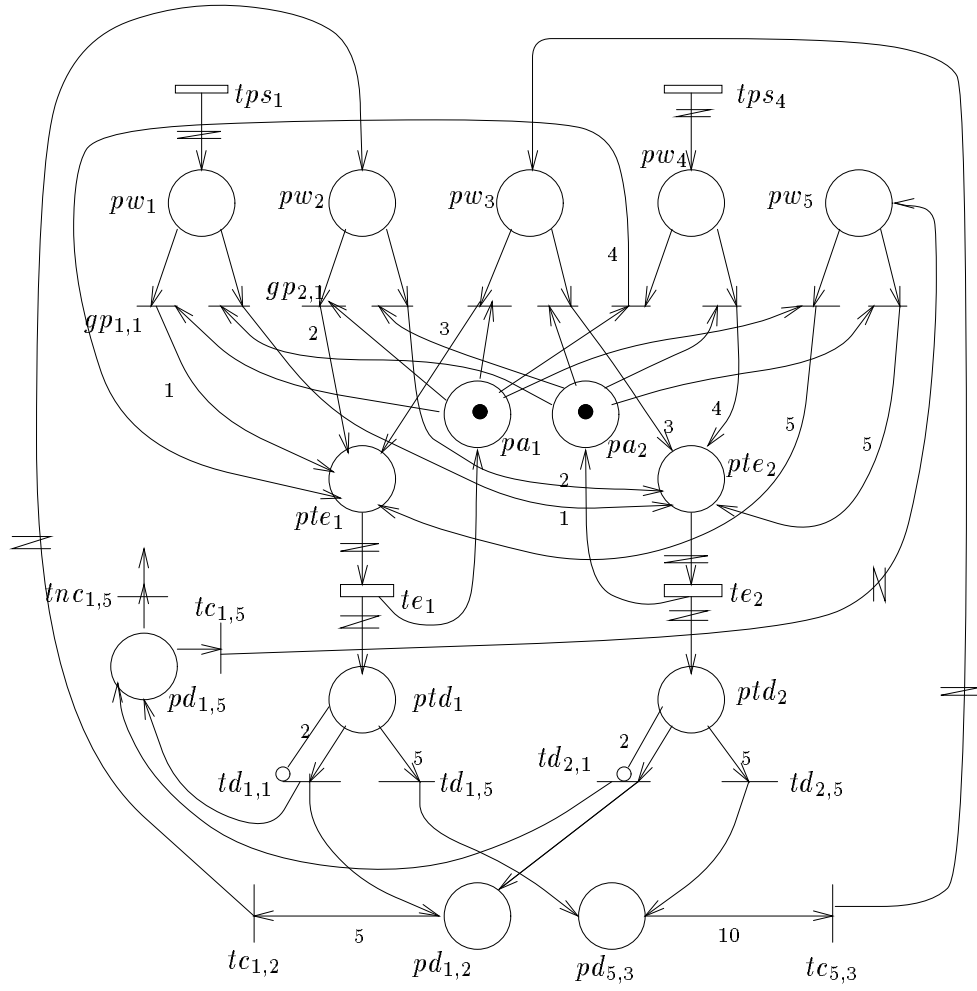 tps₁
tps₄
pw₁
pw₂
pw₃
pw₄
pw₅
4
gp₁,₁
gp₂,₁
2
3
1
4
3
5
5
pa₁
pa₂
pte₁
pte₂
2
1
te₁
te₂
tnc₁,₅
tc₁,₅
pd₁,₅
ptd₁
ptd₂
2
5
2
5
td₁,₁
td₁,₅
td₂,₁
td₂,₅
5
10
tc₁,₂
pd₁,₂
pd₅,₃
tc₅,₃